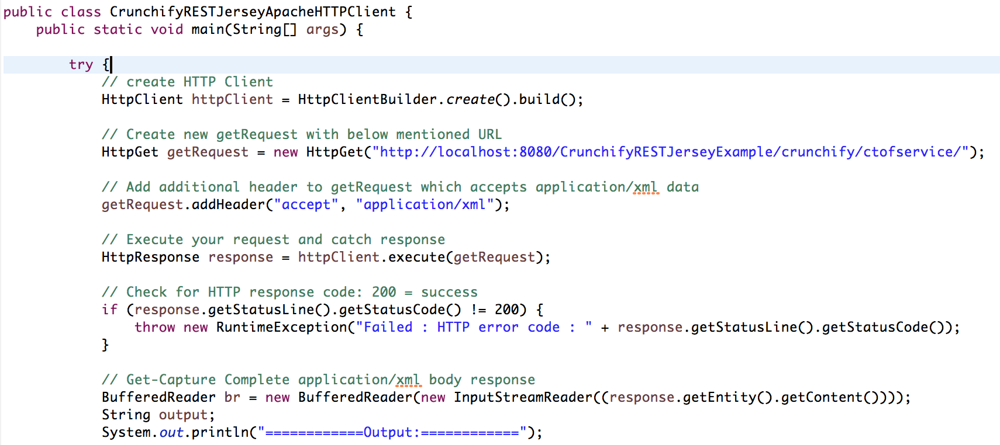 public class CrunchifyRESTJerseyApacheHTTPClient {
    public static void main(String[] args) {

        try {
            // create HTTP Client
            HttpClient httpClient = HttpClientBuilder.create().build();

            // Create new getRequest with below mentioned URL
            HttpGet getRequest = new HttpGet("http://localhost:8080/CrunchifyRESTJerseyExample/crunchify/ctofservice/");

            // Add additional header to getRequest which accepts application/xml data
            getRequest.addHeader("accept", "application/xml");

            // Execute your request and catch response
            HttpResponse response = httpClient.execute(getRequest);

            // Check for HTTP response code: 200 = success
            if (response.getStatusLine().getStatusCode() != 200) {
                throw new RuntimeException("Failed : HTTP error code : " + response.getStatusLine().getStatusCode());
            }

            // Get-Capture Complete application/xml body response
            BufferedReader br = new BufferedReader(new InputStreamReader((response.getEntity().getContent())));
            String output;
            System.out.println("============Output:============");